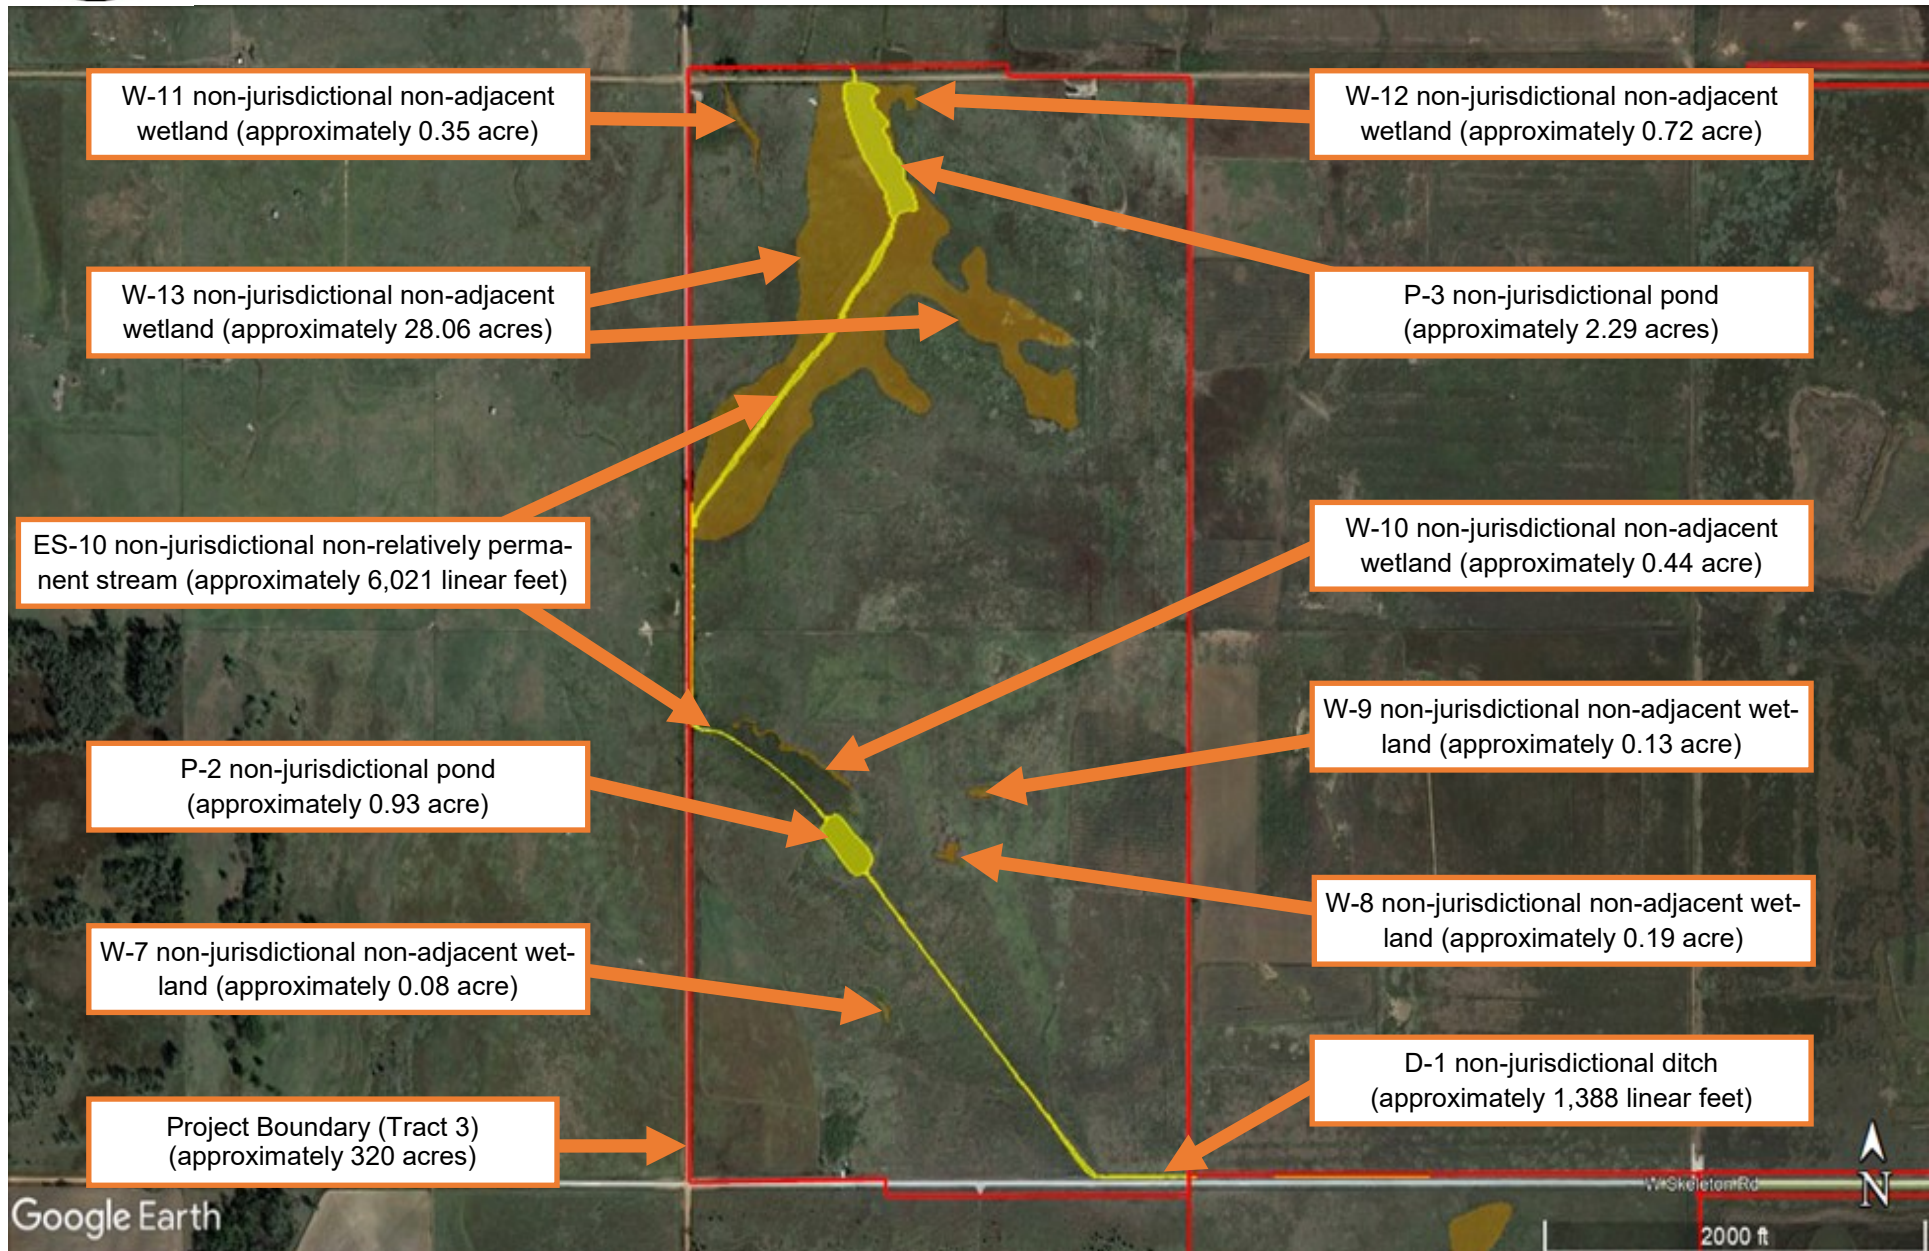 W-11 non-jurisdictional non-adjacent
wetland (approximately 0.35 acre)
W-12 non-jurisdictional non-adjacent
wetland (approximately 0.72 acre)
W-13 non-jurisdictional non-adjacent
wetland (approximately 28.06 acres)
P-3 non-jurisdictional pond
(approximately 2.29 acres)
ES-10 non-jurisdictional non-relatively perma-
nent stream (approximately 6,021 linear feet)
W-10 non-jurisdictional non-adjacent
wetland (approximately 0.44 acre)
W-9 non-jurisdictional non-adjacent wet-
land (approximately 0.13 acre)
P-2 non-jurisdictional pond
(approximately 0.93 acre)
W-8 non-jurisdictional non-adjacent wet-
land (approximately 0.19 acre)
W-7 non-jurisdictional non-adjacent wet-
land (approximately 0.08 acre)
D-1 non-jurisdictional ditch
(approximately 1,388 linear feet)
Project Boundary (Tract 3)
(approximately 320 acres)
W Skeleton Rd
N
Google Earth
2000 ft